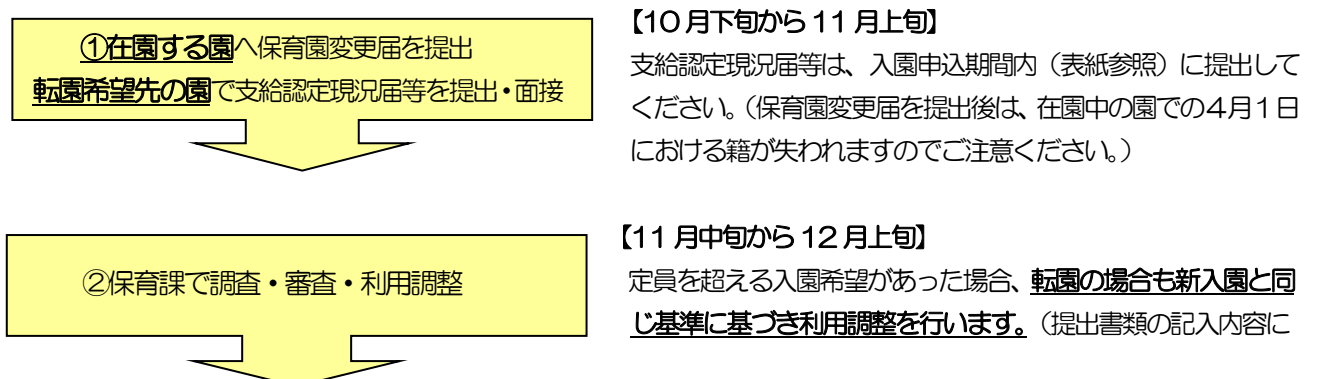 ①在園する園へ保育園変更届を提出
転園希望先の園で支給認定現況届等を提出・面接
【10月下旬から11月上旬】
支給認定現況届等は、入園申込期間内（表紙参照）に提出して
ください。（保育園変更届を提出後は、在園中の園での４月１日
における籍が失われますのでご注意ください。）
②保育課で調査・審査・利用調整
【11月中旬から12月上旬】
定員を超える入園希望があった場合、転園の場合も新入園と同
じ基準に基づき利用調整を行います。（提出書類の記入内容に